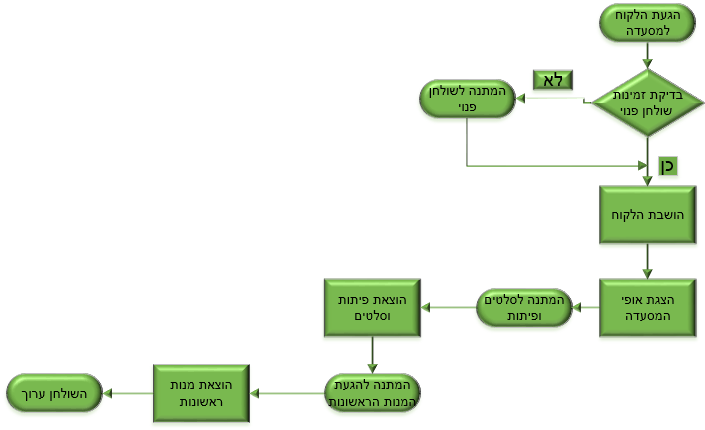 הגעת הלקוח
למסעדה
בדיקת זמינות
שולחן פנוי
לא
המתנה לשולחן
פנוי
כן
הושבת הלקוח
הצגת אופי
המסעדה
המתנה לסלטים
ופיתות
הוצאת פיתות
וסלטים
המתנה להגעת
המנות הראשונות
הוצאת מנות
ראשונות
השולחן ערוך